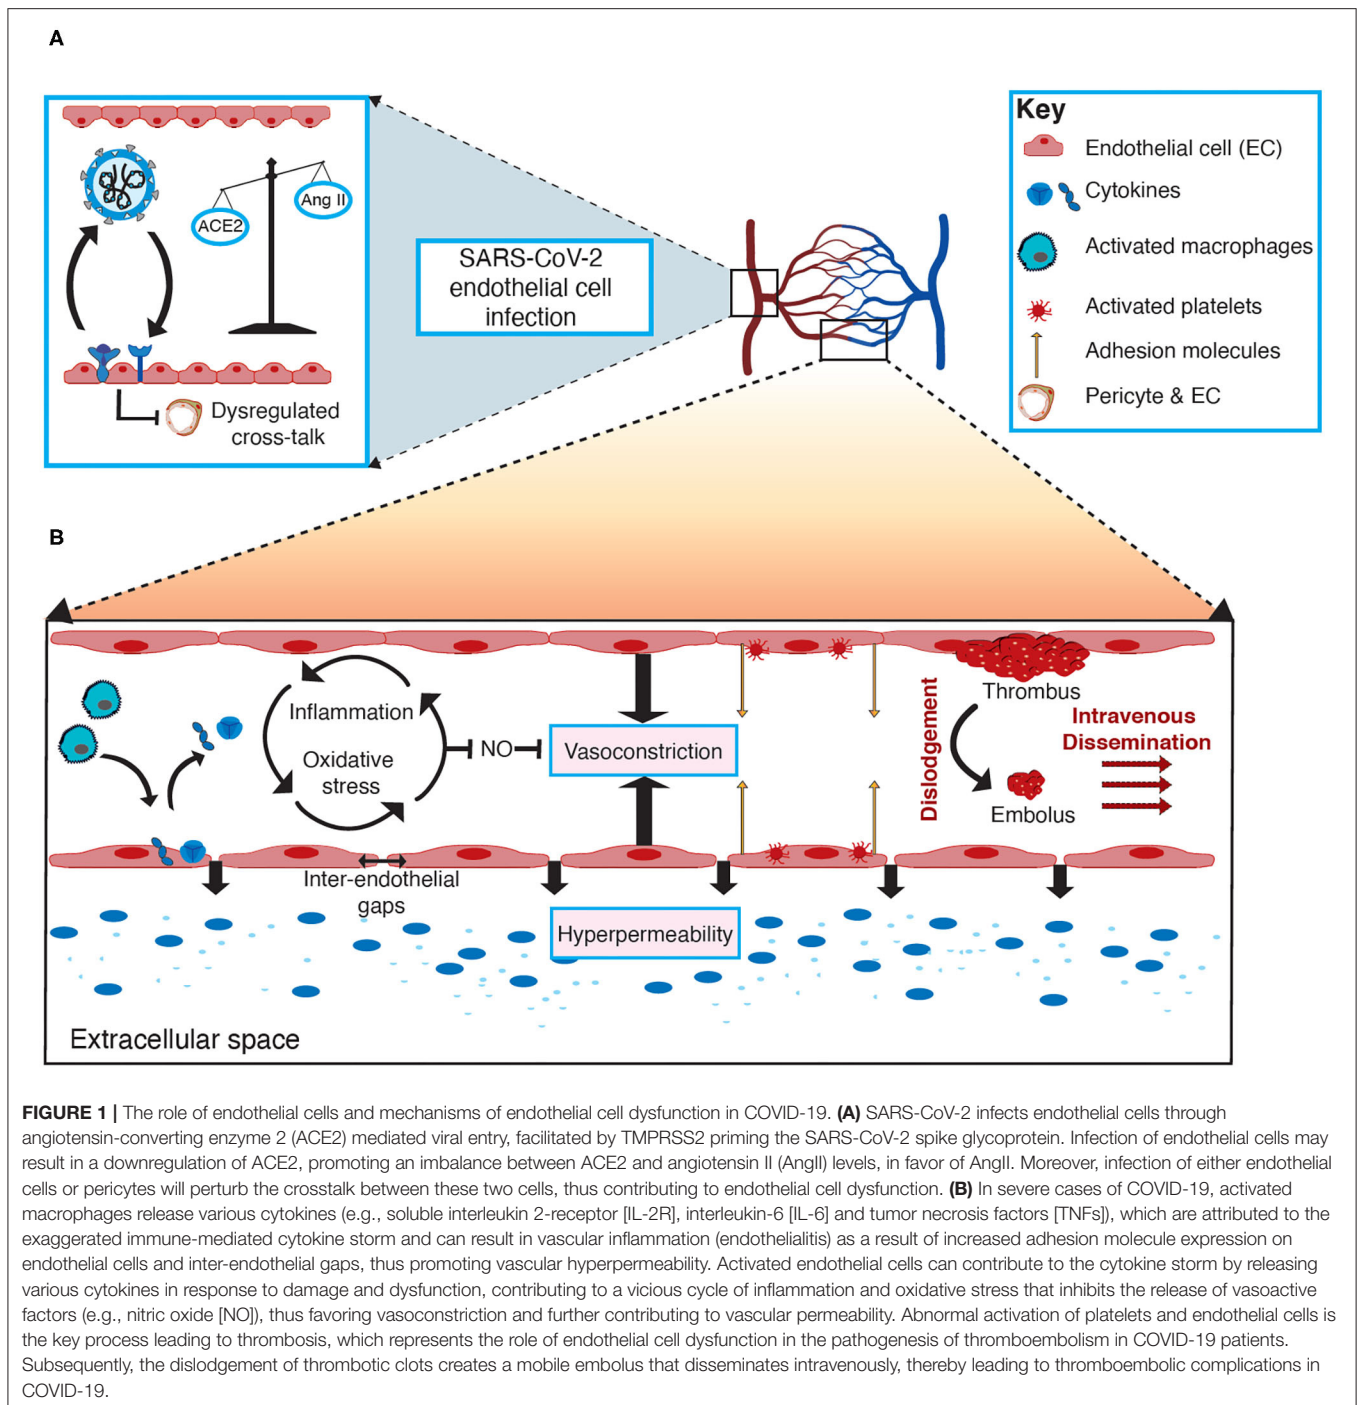 A
ACE2
Ang II
Dysregulated
cross-talk
SARS-CoV-2
endothelial cell
infection
Key
Endothelial cell (EC)
Cytokines
Activated macrophages
Activated platelets
Adhesion molecules
Pericyte & EC
B
Inflammation
Oxidative
stress
NO
Vasoconstriction
Inter-endothelial
gaps
Hyperpermeability
Thrombus
Dislodgement
Embolus
Intravenous
Dissemination
Extracellular space
FIGURE 1 | The role of endothelial cells and mechanisms of endothelial cell dysfunction in COVID-19. (A) SARS-CoV-2 infects endothelial cells through
angiotensin-converting enzyme 2 (ACE2) mediated viral entry, facilitated by TMPRSS2 priming the SARS-CoV-2 spike glycoprotein. Infection of endothelial cells may
result in a downregulation of ACE2, promoting an imbalance between ACE2 and angiotensin II (AngII) levels, in favor of AngII. Moreover, infection of either endothelial
cells or pericytes will perturb the crosstalk between these two cells, thus contributing to endothelial cell dysfunction. (B) In severe cases of COVID-19, activated
macrophages release various cytokines (e.g., soluble interleukin 2-receptor [IL-2R], interleukin-6 [IL-6] and tumor necrosis factors [TNFs]), which are attributed to the
exaggerated immune-mediated cytokine storm and can result in vascular inflammation (endothelialitis) as a result of increased adhesion molecule expression on
endothelial cells and inter-endothelial gaps, thus promoting vascular hyperpermeability. Activated endothelial cells can contribute to the cytokine storm by releasing
various cytokines in response to damage and dysfunction, contributing to a vicious cycle of inflammation and oxidative stress that inhibits the release of vasoactive
factors (e.g., nitric oxide [NO]), thus favoring vasoconstriction and further contributing to vascular permeability. Abnormal activation of platelets and endothelial cells is
the key process leading to thrombosis, which represents the role of endothelial cell dysfunction in the pathogenesis of thromboembolism in COVID-19 patients.
Subsequently, the dislodgement of thrombotic clots creates a mobile embolus that disseminates intravenously, thereby leading to thromboembolic complications in
COVID-19.